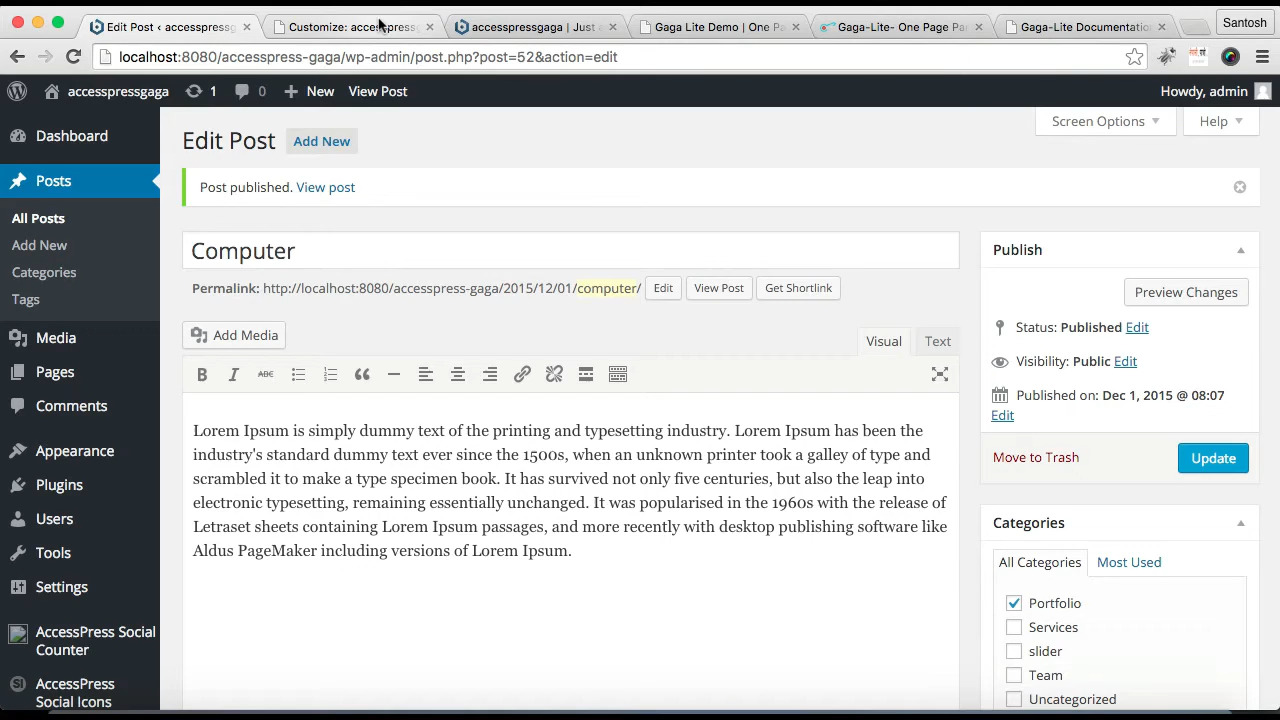 Edit Post ‹ accesspress
Customize: accesspress
accesspressgaga | Just a
Gaga Lite Demo | One P
Gaga-Lite- One Page Par
Gaga-Lite Documentation
Santosh
localhost:8080/accesspress-gaga/wp-admin/post.php?post=52&action=edit
accesspressgaga 1 0 New View Post Howdy, admin
Dashboard
Posts
All Posts
Add New
Categories
Tags
Media
Pages
Comments
Appearance
Plugins
Users
Tools
Settings
AccessPress Social
Counter
AccessPress
Social Icons
Edit Post Add New
Screen Options Help
Post published. View post
Computer
Permalink: http://localhost:8080/accesspress-gaga/2015/12/01/computer/ Edit View Post Get Shortlink
Add Media
Visual Text
B I ABC
Lorem Ipsum is simply dummy text of the printing and typesetting industry. Lorem Ipsum has been the
industry's standard dummy text ever since the 1500s, when an unknown printer took a galley of type and
scrambled it to make a type specimen book. It has survived not only five centuries, but also the leap into
electronic typesetting, remaining essentially unchanged. It was popularised in the 1960s with the release of
Letraset sheets containing Lorem Ipsum passages, and more recently with desktop publishing software like
Aldus PageMaker including versions of Lorem Ipsum.
Publish
Preview Changes
Status: Published Edit
Visibility: Public Edit
Published on: Dec 1, 2015 @ 08:07
Edit
Move to Trash Update
Categories
All Categories Most Used
Portfolio
Services
slider
Team
Uncategorized